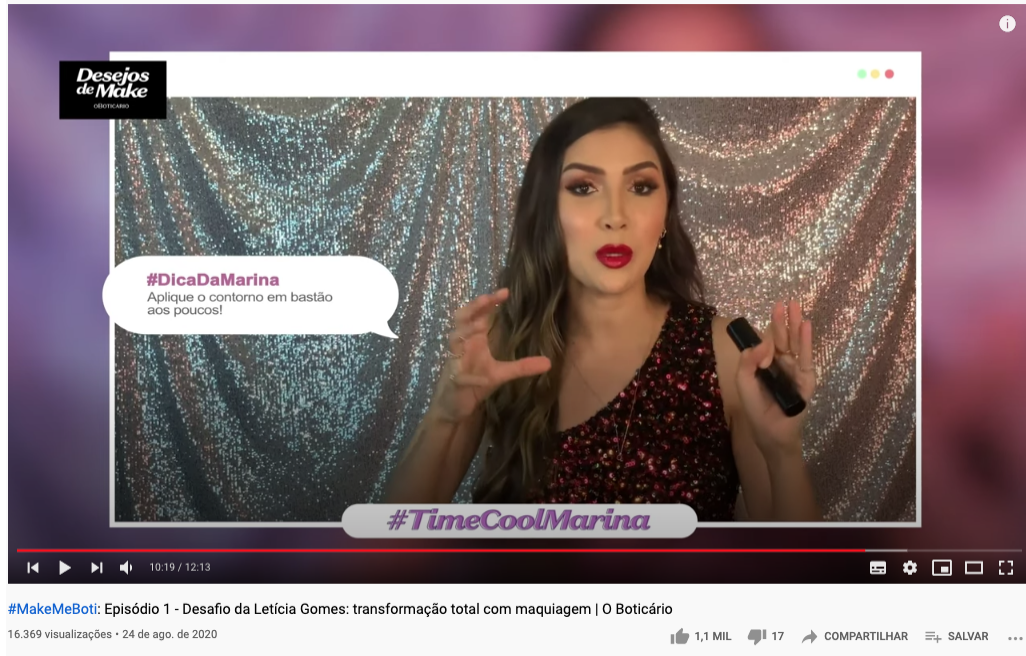 Desejos
de Make
OBOTICÁRIO
#DicaDaMarina
Aplique o contorno em bastão
aos poucos!
#TimeCoolMarina
10:19 / 12:13
#MakeMeBoti: Episódio 1 - Desafio da Letícia Gomes: transformação total com maquiagem | O Boticário
16.369 visualizações • 24 de ago. de 2020
1,1 MIL
17
COMPARTILHAR
SALVAR